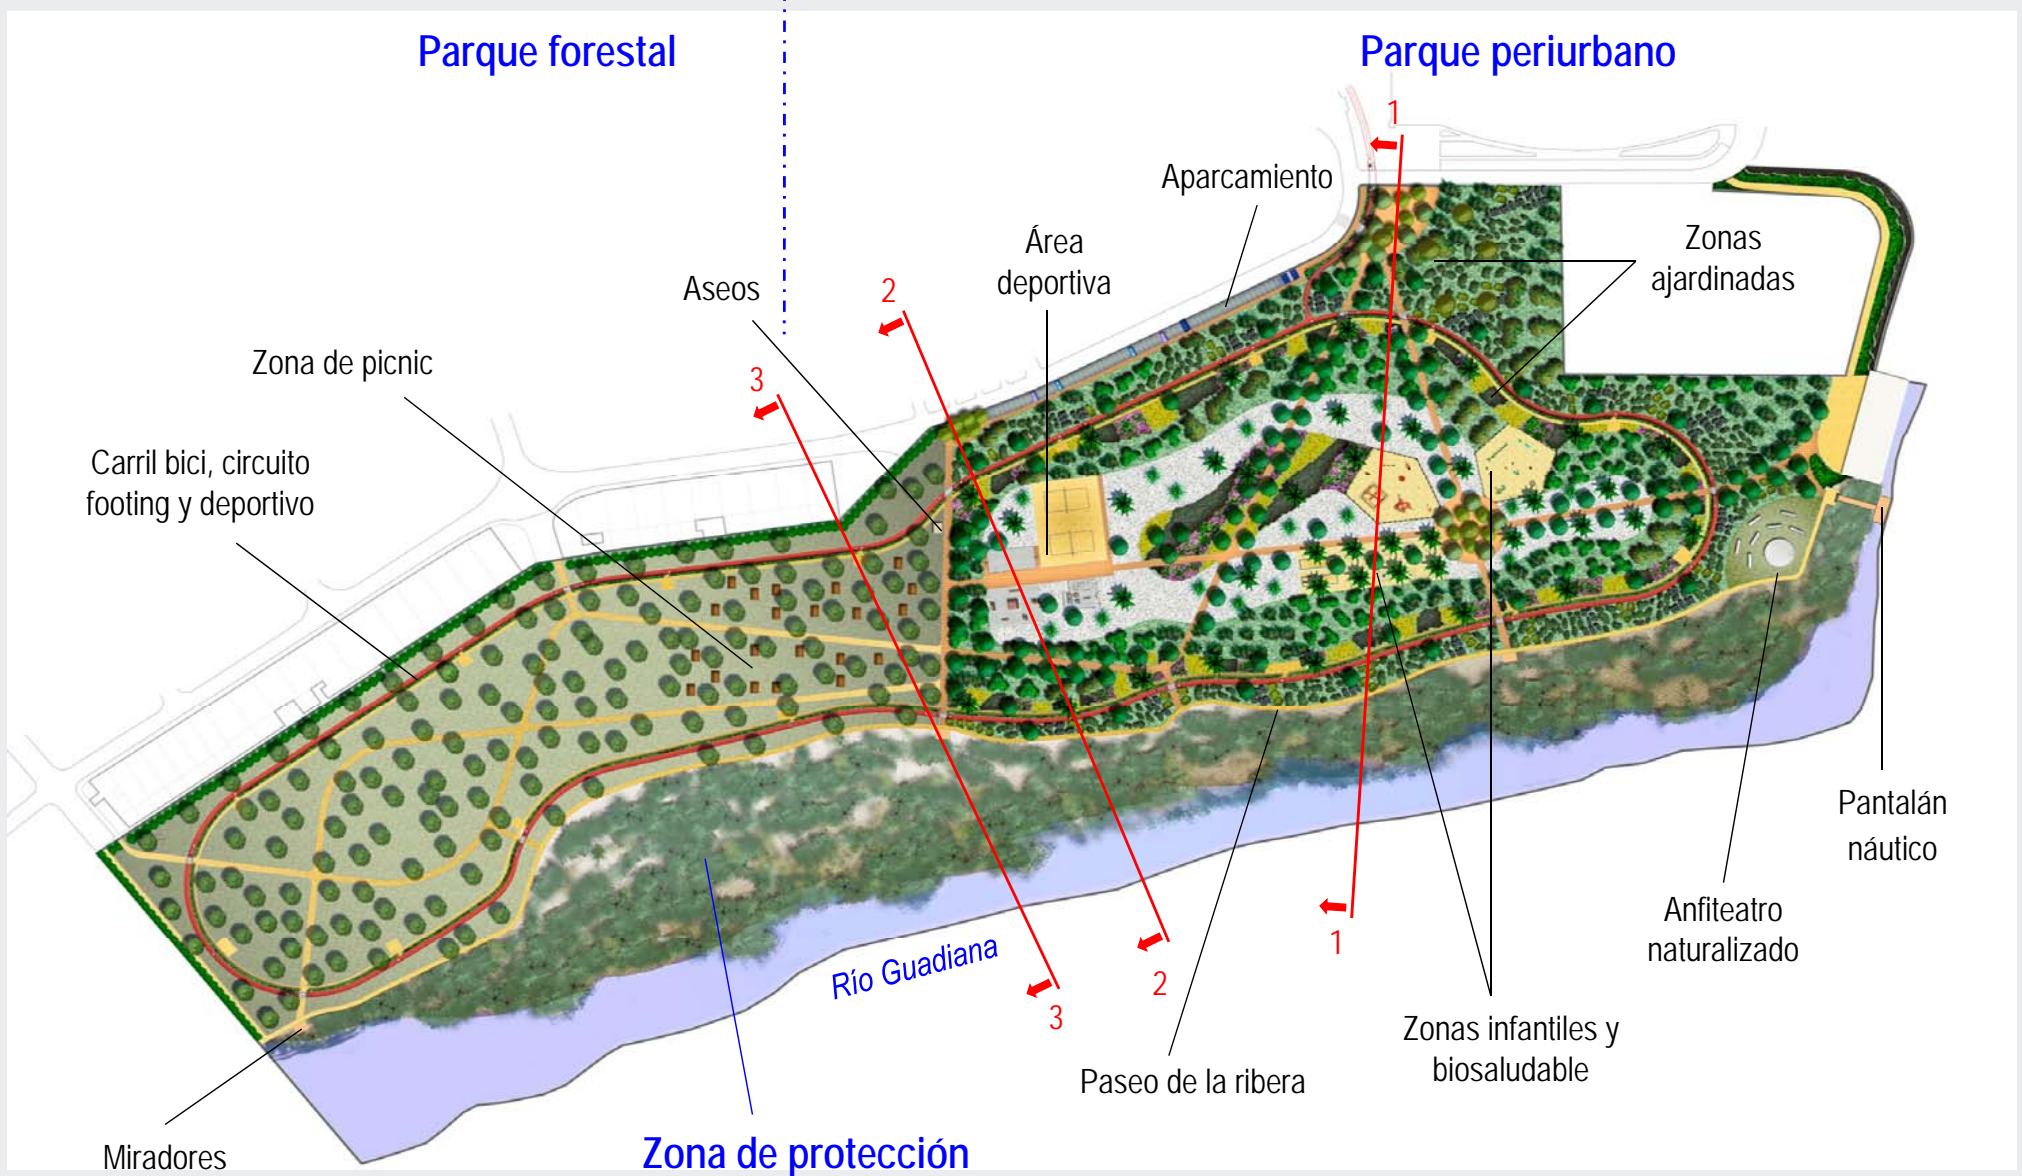 Parque forestal
Parque periurbano
1
Aparcamiento
Área
deportiva
Zonas
ajardinadas
Aseos
2
Zona de picnic
3
Carril bici, circuito
footing y deportivo
Pantalán
náutico
Anfiteatro
naturalizado
Río Guadiana
1
2
3
Zonas infantiles y
biosaludable
Paseo de la ribera
Miradores
Zona de protección